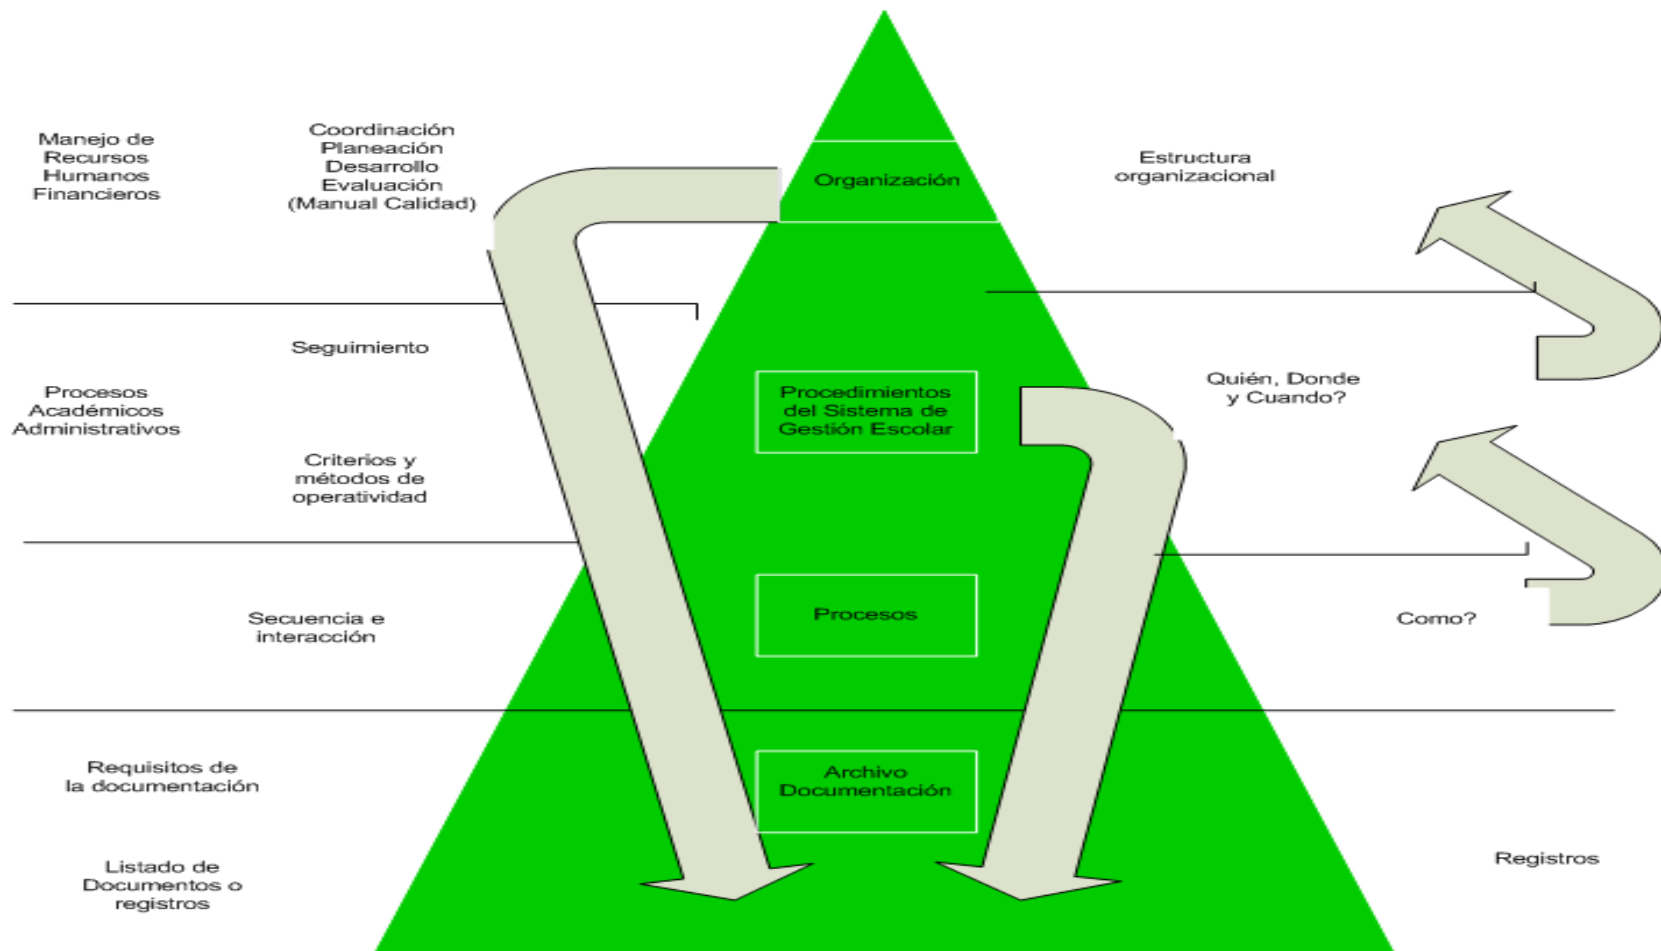 Manejo de
Recursos
Humanos
Financieros
Coordinación
Planeación
Desarrollo
Evaluación
(Manual Calidad)
Organización
Estructura
organizacional
Seguimiento
Procesos
Académicos
Administrativos
Criterios y
métodos de
operatividad
Procedimientos
del Sistema de
Gestión Escolar
Quién, Donde
y Cuando?
Secuencia e
interacción
Procesos
Como?
Requisitos de
la documentación
Listado de
Documentos o
registros
Archivo
Documentación
Registros